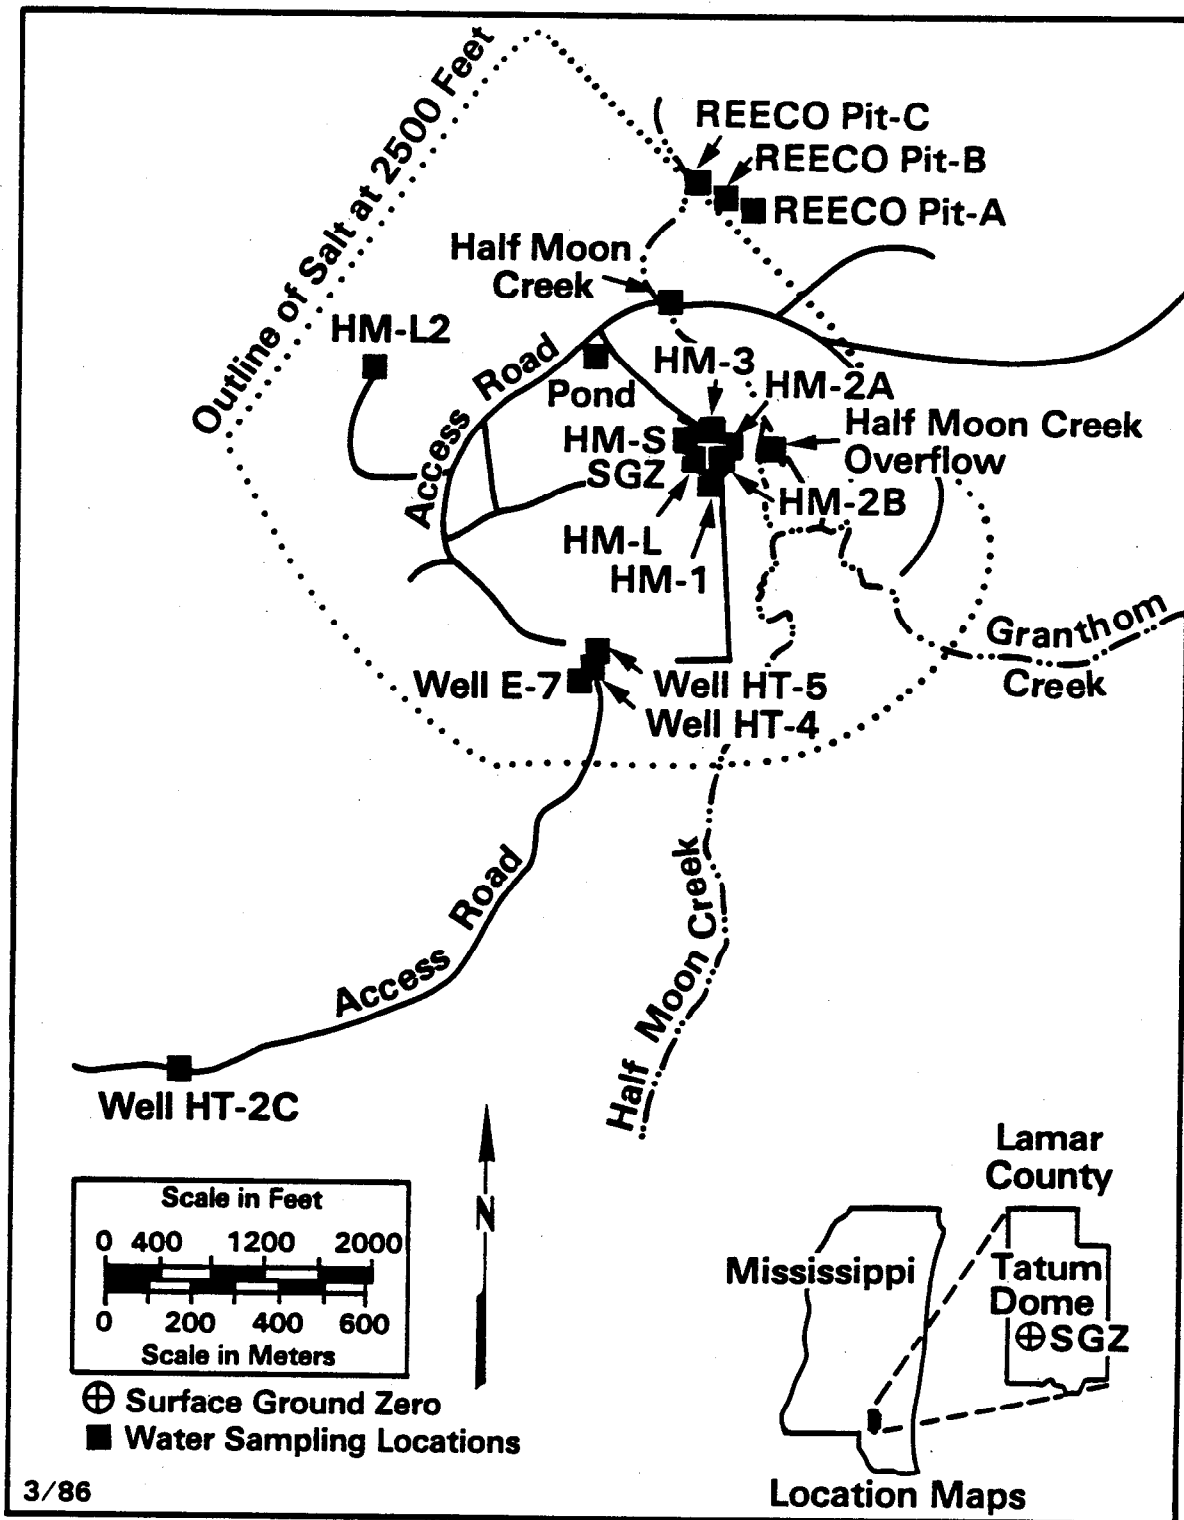 Outline of Salt at 2500 Feet
REECO Pit-C
REECO Pit-B
REECO Pit-A
Half Moon
Creek
HM-L2
Access Road
Pond
HM-3
HM-2A
HM-S
SGZ
Half Moon Creek
Overflow
HM-2B
HM-L
HM-1
Granthom
Creek
Well E-7
Well HT-5
Well HT-4
Half Moon Creek
Access Road
Well HT-2C
N
Scale in Feet
0 400 1200 2000
0 200 400 600
Scale in Meters
Surface Ground Zero
Water Sampling Locations
3/86
Lamar
County
Mississippi
Tatum
Dome
SGZ
Location Maps